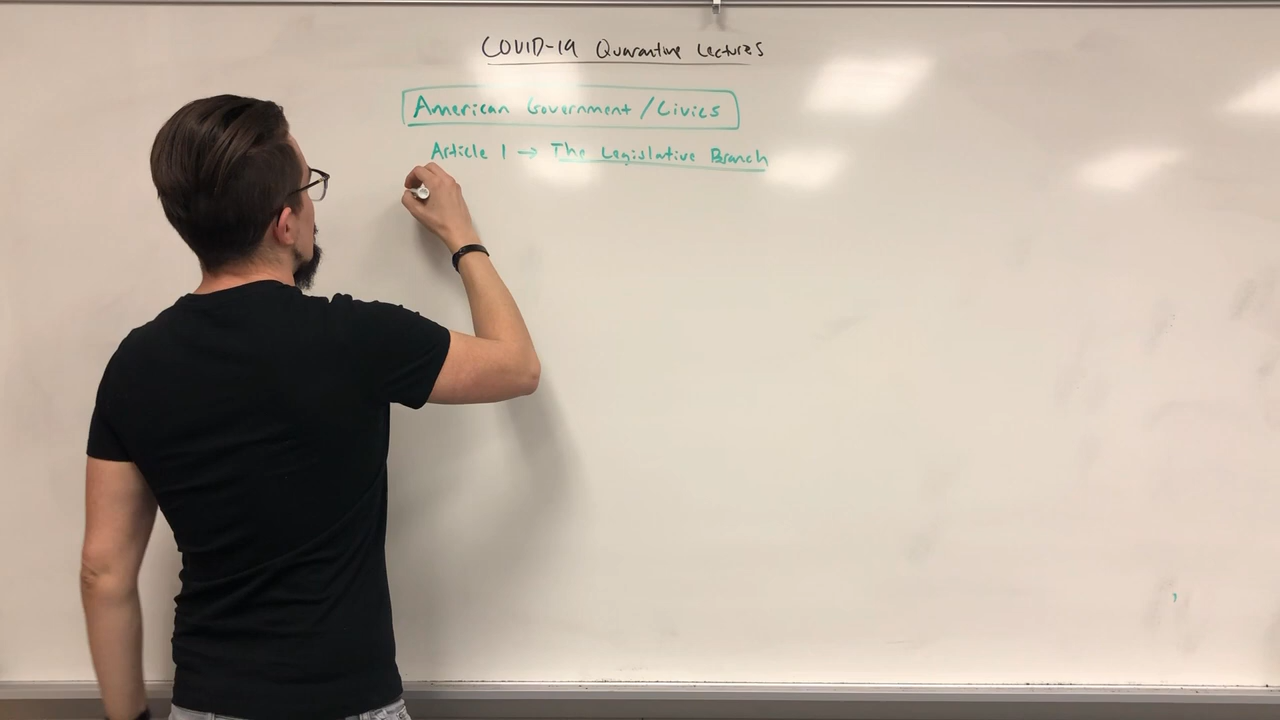 COVID-19 Quarantine Lectures
American Government/Civics
Article 1 → The Legislative Branch